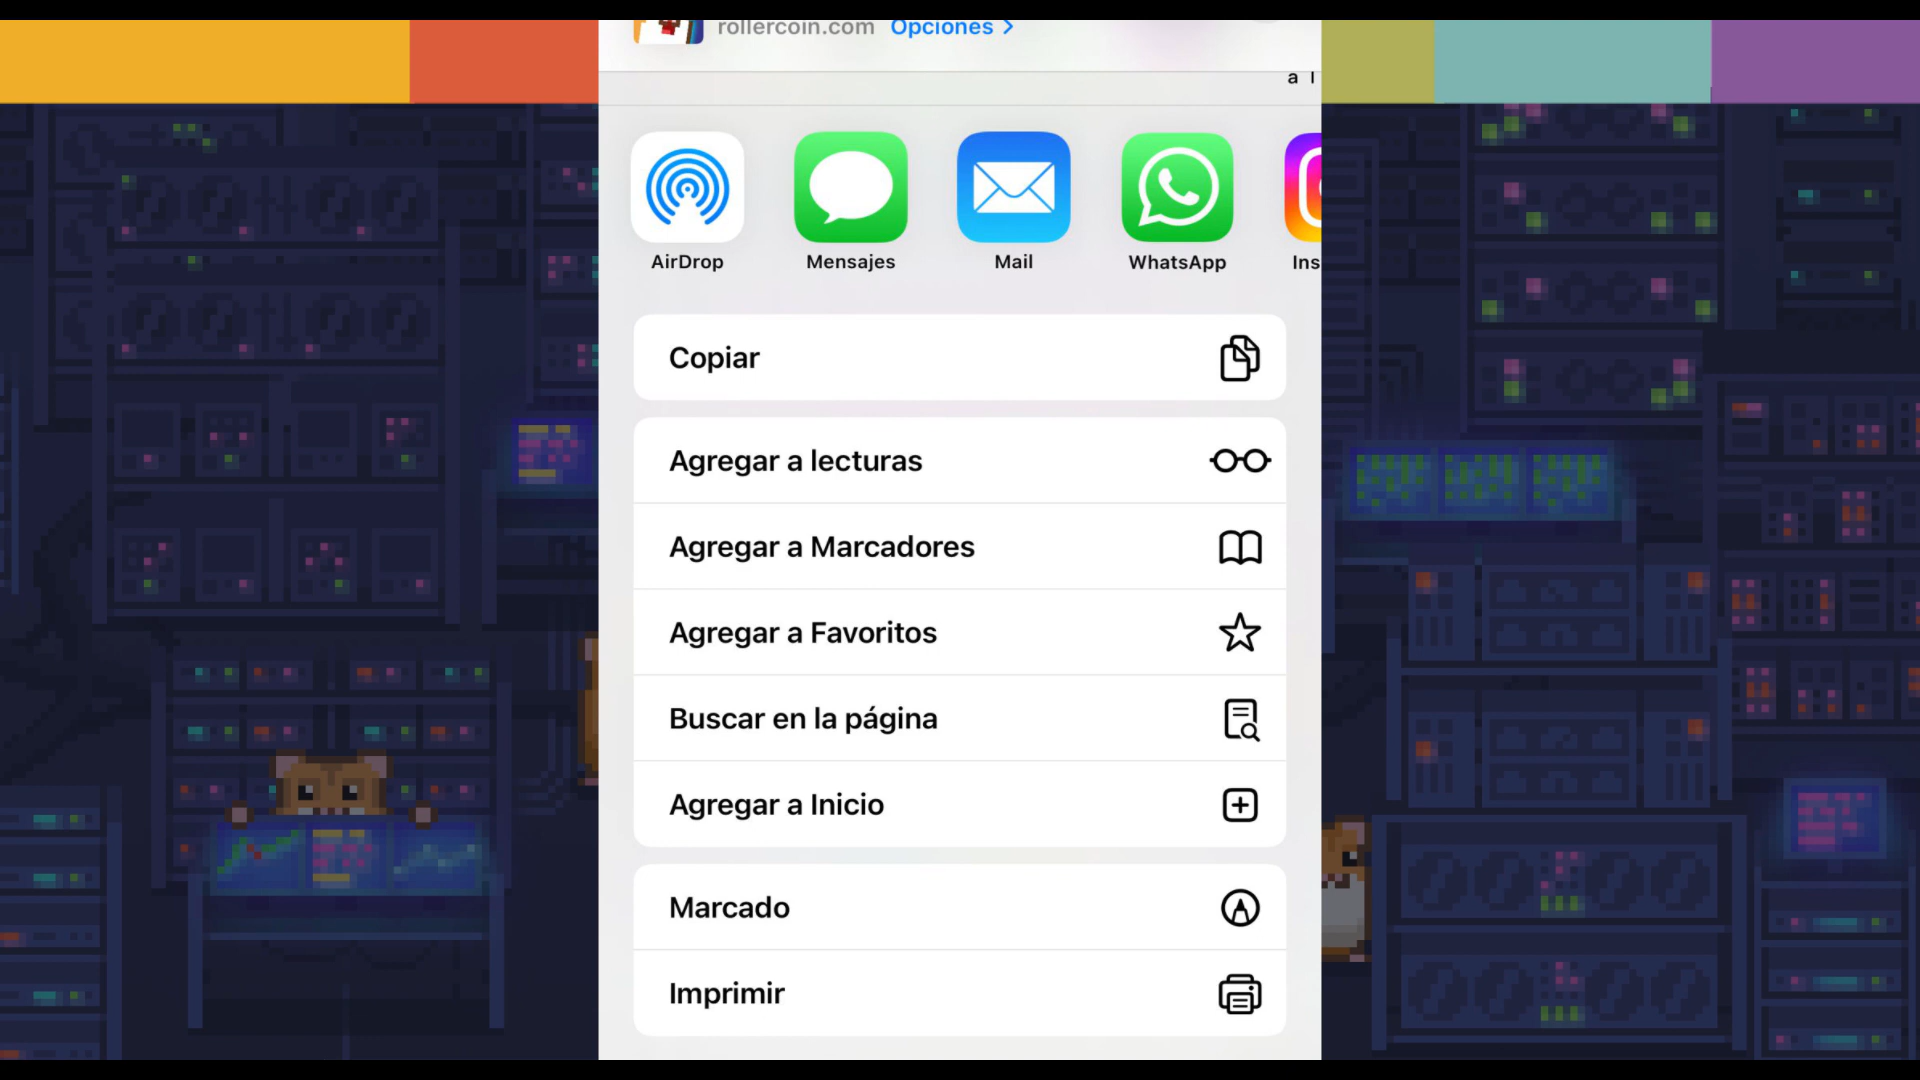 rollercoin.com Opciones >
a l
AirDrop Mensajes Mail WhatsApp Ins
Copiar
Agregar a lecturas
Agregar a Marcadores
Agregar a Favoritos
Buscar en la página
Agregar a Inicio
Marcado
Imprimir